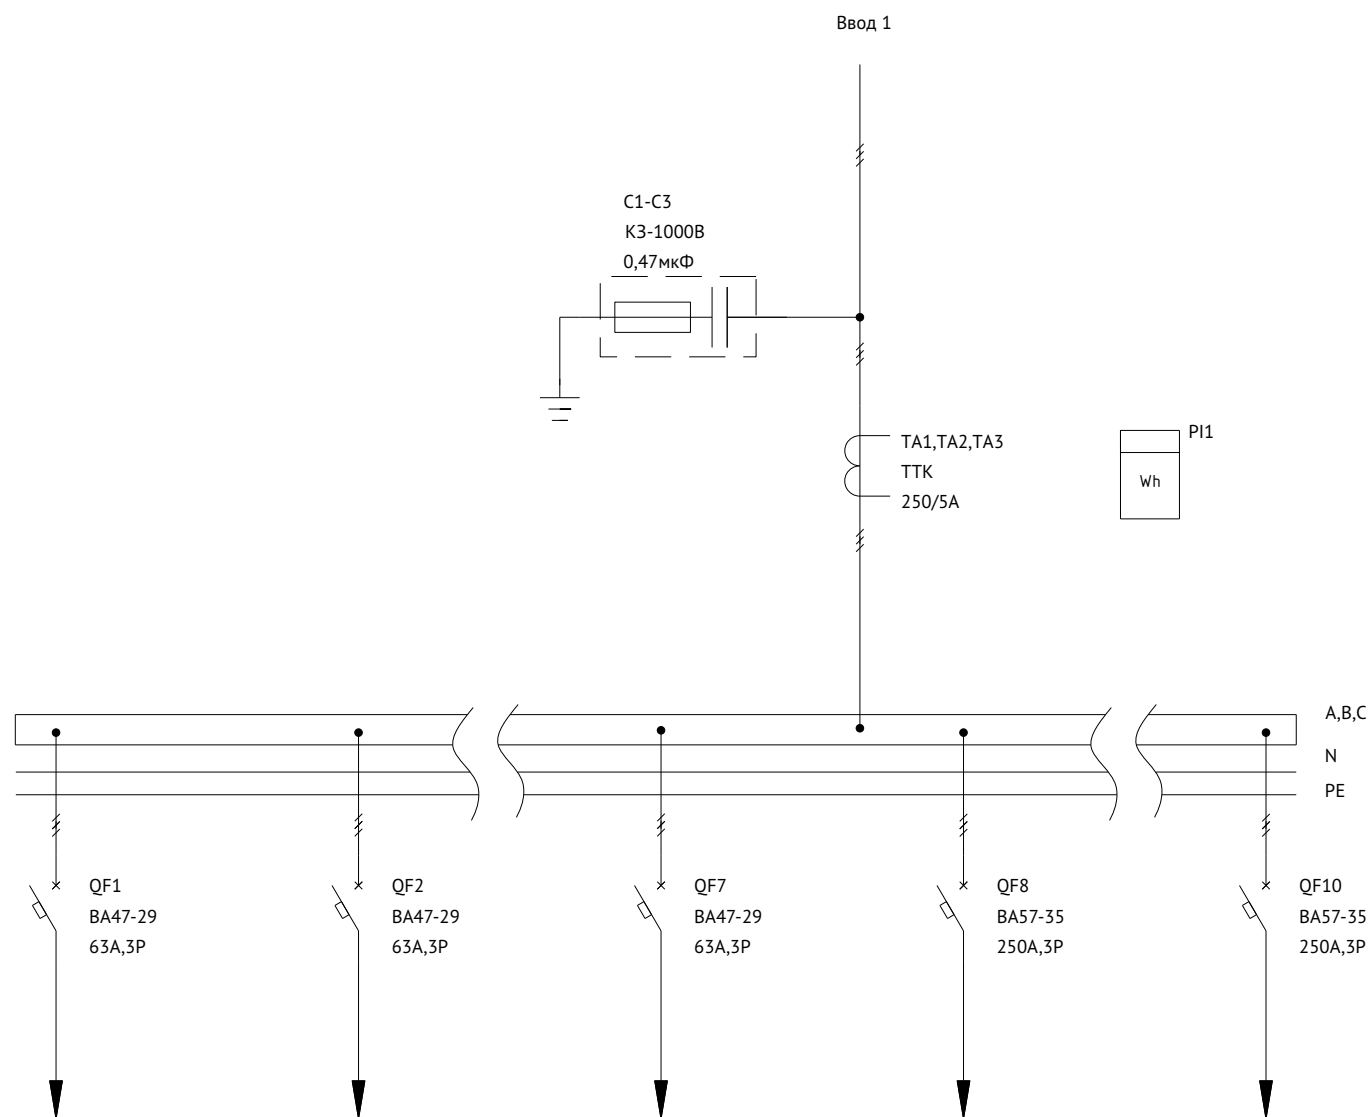 Ввод 1
C1-C3
КЗ-1000В
0,47мкФ
TA1,TA2,TA3
ТТК
250/5А
PI1
Wh
A,B,C
N
PE
QF1
ВА47-29
63А,3Р
QF2
ВА47-29
63А,3Р
QF7
ВА47-29
63А,3Р
QF8
ВА57-35
250А,3Р
QF10
ВА57-35
250А,3Р